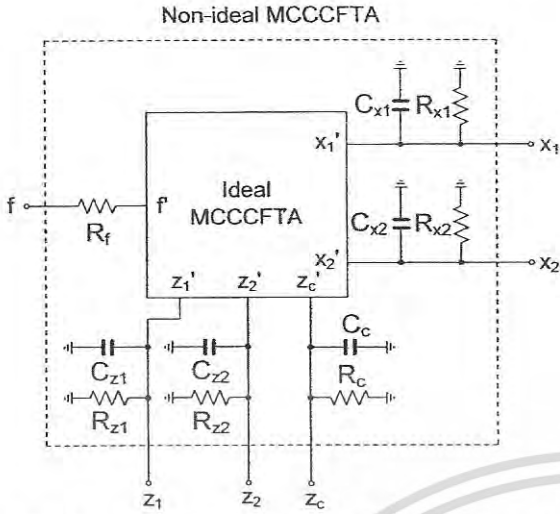 Non-ideal MCCCFTA
Cx1 Rx1
x1' x1
f f' Ideal
MCCCFTA
Rf
Cx2 Rx2
x2' x2
z1' z2' zc'
Cz1 Cz2 Cc
Rz1 Rz2 Rc
z1 z2 zc